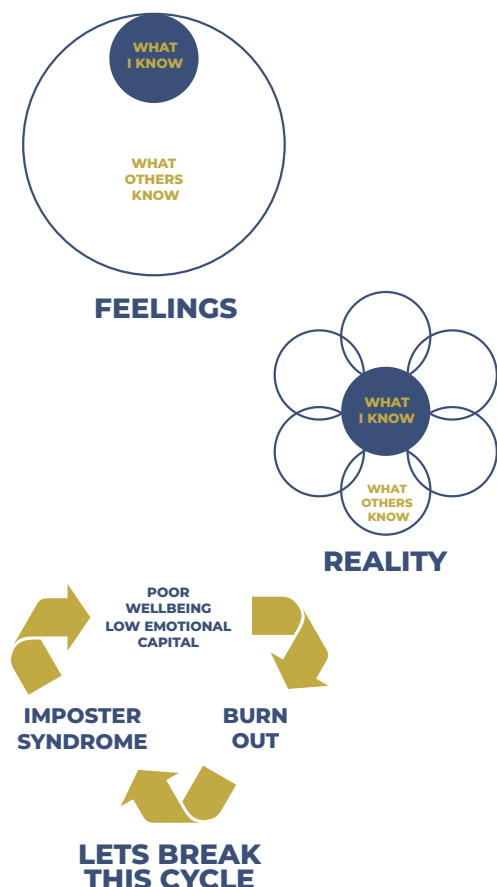 WHAT
I KNOW
WHAT
OTHERS
KNOW
FEELINGS
WHAT
I KNOW
WHAT
OTHERS
KNOW
REALITY
POOR
WELLBEING
LOW EMOTIONAL
CAPITAL
IMPOSTER
SYNDROME
BURN
OUT
LETS BREAK
THIS CYCLE